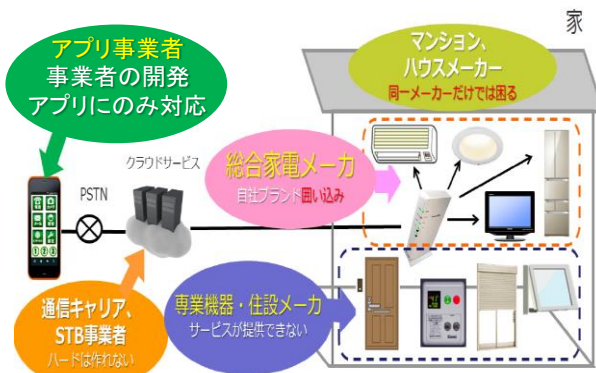 家
アプリ事業者
事業者の開発
アプリにのみ対応
マンション、
ハウスメーカー
同一メーカーだけでは困る
クラウドサービス
PSTN
総合家電メーカ
自社ブランド囲い込み
通信キャリア、
STB事業者
ハードは作れない
専業機器・住設メーカ
サービスが提供できない